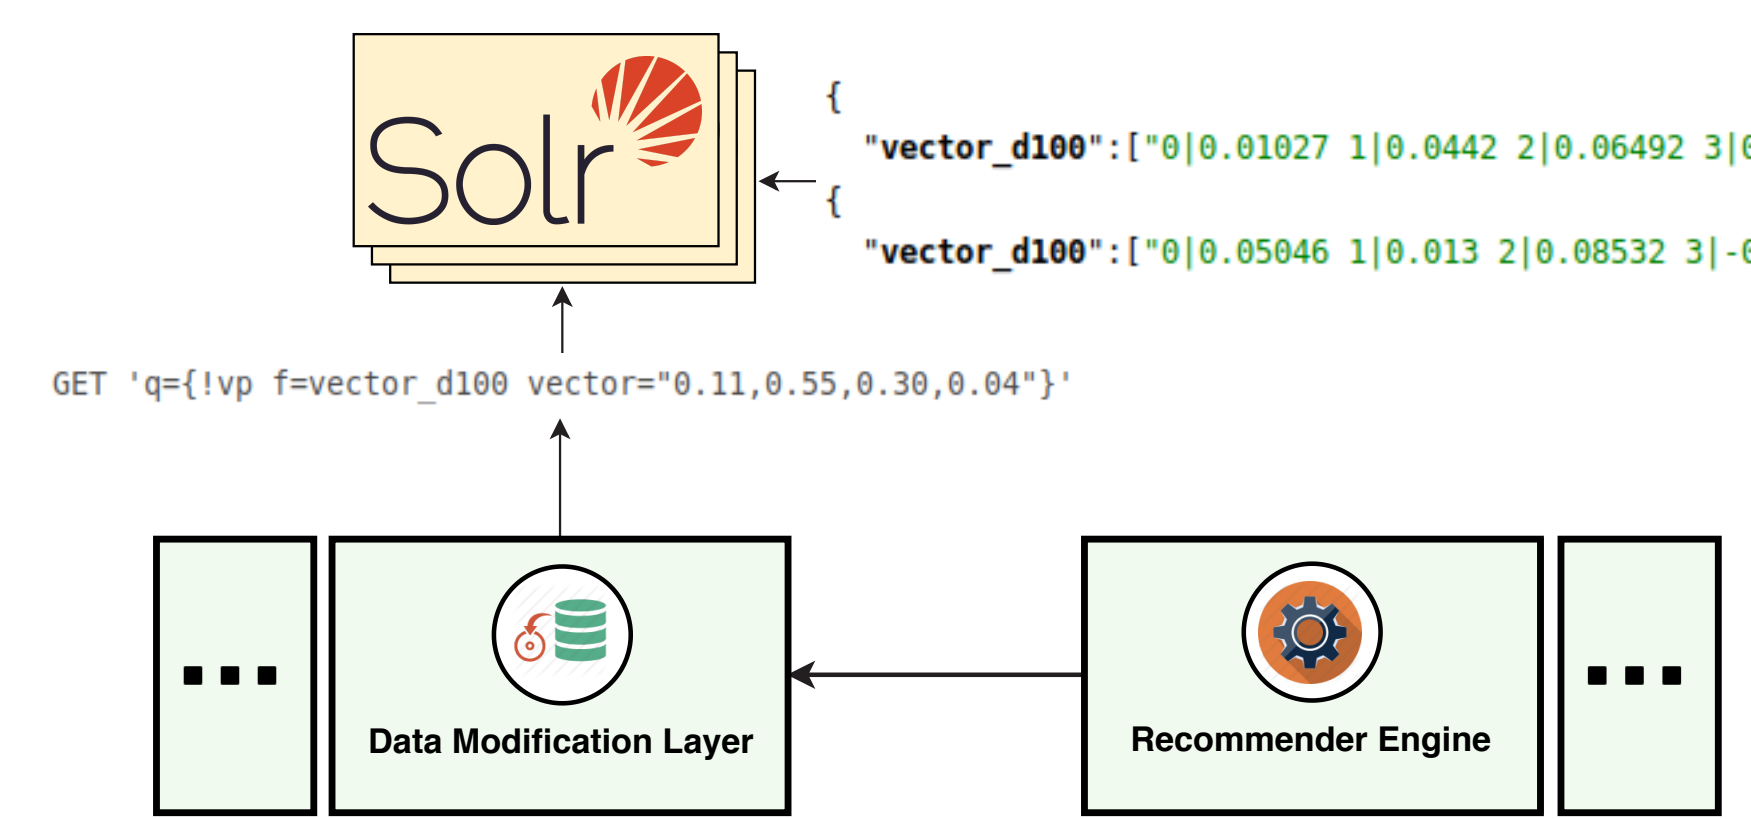 Solr
{
"vector_d100":["0|0.01027 1|0.0442 2|0.06492 3|0
{
"vector_d100":["0|0.05046 1|0.013 2|0.08532 3|-0
GET 'q={!vp f=vector_d100 vector="0.11,0.55,0.30,0.04"}'
...
Data Modification Layer
Recommender Engine
...